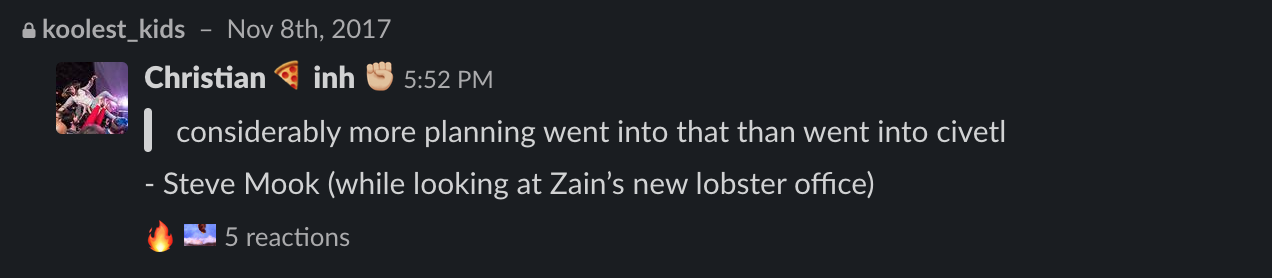 koolest_kids – Nov 8th, 2017
Christian 🍕 inh ✊🏼 5:52 PM
considerably more planning went into that than went into civetl
- Steve Mook (while looking at Zain’s new lobster office)
5 reactions